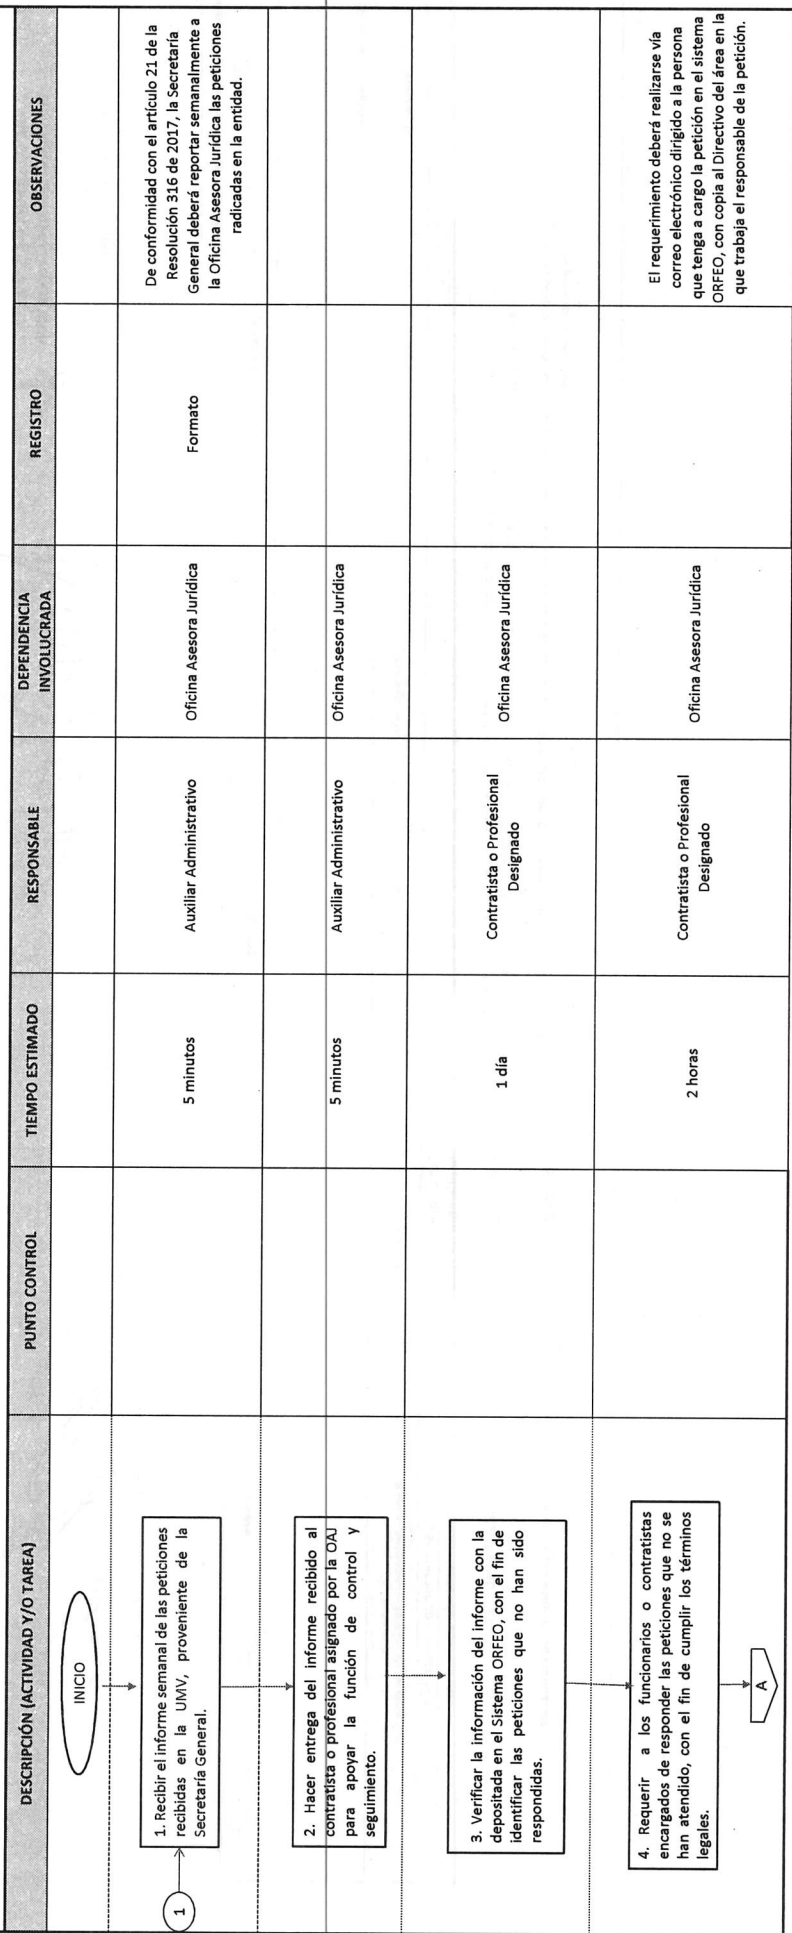 DESCRIPCIÓN (ACTIVIDAD Y/O TAREA)
PUNTO CONTROL
TIEMPO ESTIMADO
RESPONSABLE
DEPENDENCIA
INVOLUCRADA
REGISTRO
OBSERVACIONES
INICIO
1
1. Recibir el informe semanal de las peticiones
recibidas en la UMV, proveniente de la
Secretaría General.
5 minutos
Auxiliar Administrativo
Oficina Asesora Jurídica
Formato
De conformidad con el artículo 21 de la
Resolución 316 de 2017, la Secretaría
General deberá reportar semanalmente a
la Oficina Asesora Jurídica las peticiones
radicadas en la entidad.
2. Hacer entrega del informe recibido al
contratista o profesional asignado por la OAJ
para apoyar la función de control y
seguimiento.
5 minutos
Auxiliar Administrativo
Oficina Asesora Jurídica
3. Verificar la información del informe con la
depositada en el Sistema ORFEO, con el fin de
identificar las peticiones que no han sido
respondidas.
1 día
Contratista o Profesional
Designado
Oficina Asesora Jurídica
4. Requerir a los funcionarios o contratistas
encargados de responder las peticiones que no se
han atendido, con el fin de cumplir los términos
legales.
2 horas
Contratista o Profesional
Designado
Oficina Asesora Jurídica
El requerimiento deberá realizarse vía
correo electrónico dirigido a la persona
que tenga a cargo la petición en el sistema
ORFEO, con copia al Directivo del área en la
que trabaja el responsable de la petición.
A